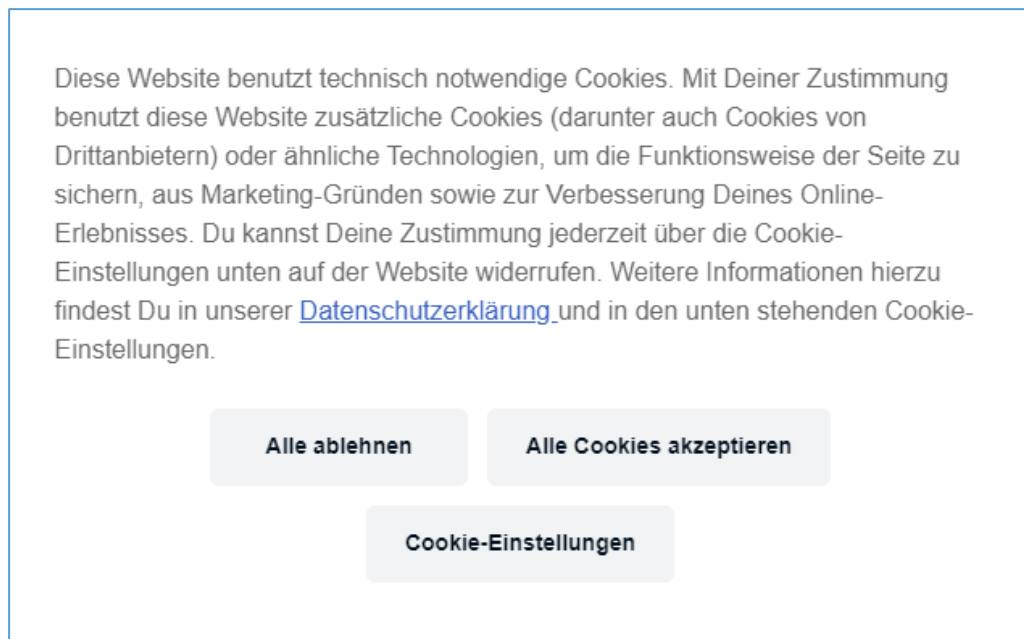 Diese Website benutzt technisch notwendige Cookies. Mit Deiner Zustimmung
benutzt diese Website zusätzliche Cookies (darunter auch Cookies von
Drittanbietern) oder ähnliche Technologien, um die Funktionsweise der Seite zu
sichern, aus Marketing-Gründen sowie zur Verbesserung Deines Online-
Erlebnisses. Du kannst Deine Zustimmung jederzeit über die Cookie-
Einstellungen unten auf der Website widerrufen. Weitere Informationen hierzu
findest Du in unserer Datenschutzerklärung und in den unten stehenden Cookie-
Einstellungen.
Alle ablehnen
Alle Cookies akzeptieren
Cookie-Einstellungen